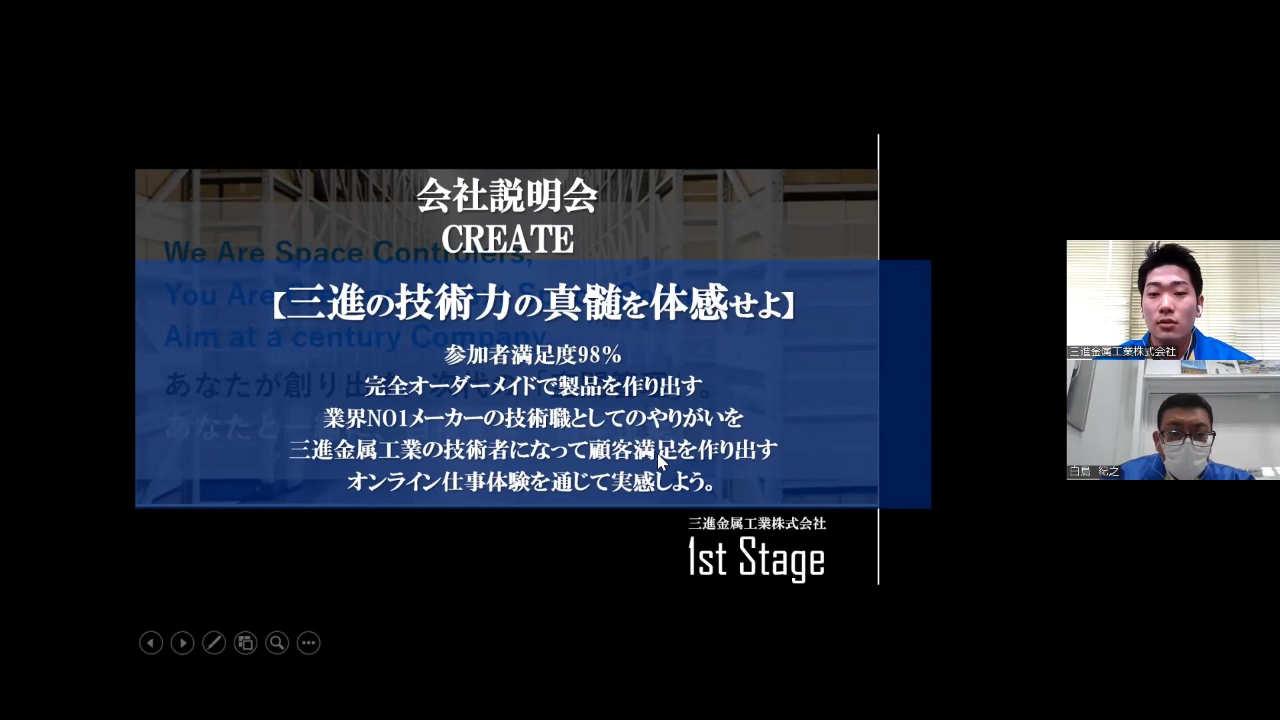 会社説明会
CREATE
We Are Space Controlers,
You Are
Aim at a century Company
あなたが創り出
あなたと一
【三進の技術力の真髄を体感せよ】
参加者満足度98%
完全オーダーメイドで製品を作り出す
業界NO1メーカーの技術職としてのやりがいを
三進金属工業の技術者になって顧客満足を作り出す
オンライン仕事体験を通じて実感しよう。
三進金属工業株式会社
1st Stage
三進金属工業株式会社
白島 紀之